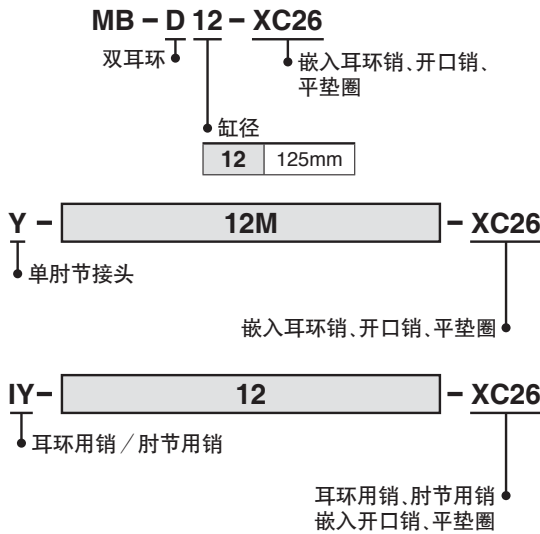 MB－D 12－XC26
双耳环
嵌入耳环销、开口销、
平垫圈
缸径
12 125mm
Y－12M－XC26
单肘节接头
嵌入耳环销、开口销、平垫圈
IY－12－XC26
耳环用销／肘节用销
耳环用销、肘节用销
嵌入开口销、平垫圈